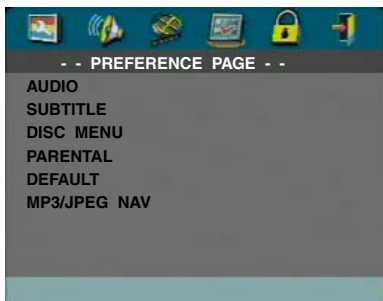 - - PREFERENCE PAGE - -
AUDIO
SUBTITLE
DISC MENU
PARENTAL
DEFAULT
MP3/JPEG NAV